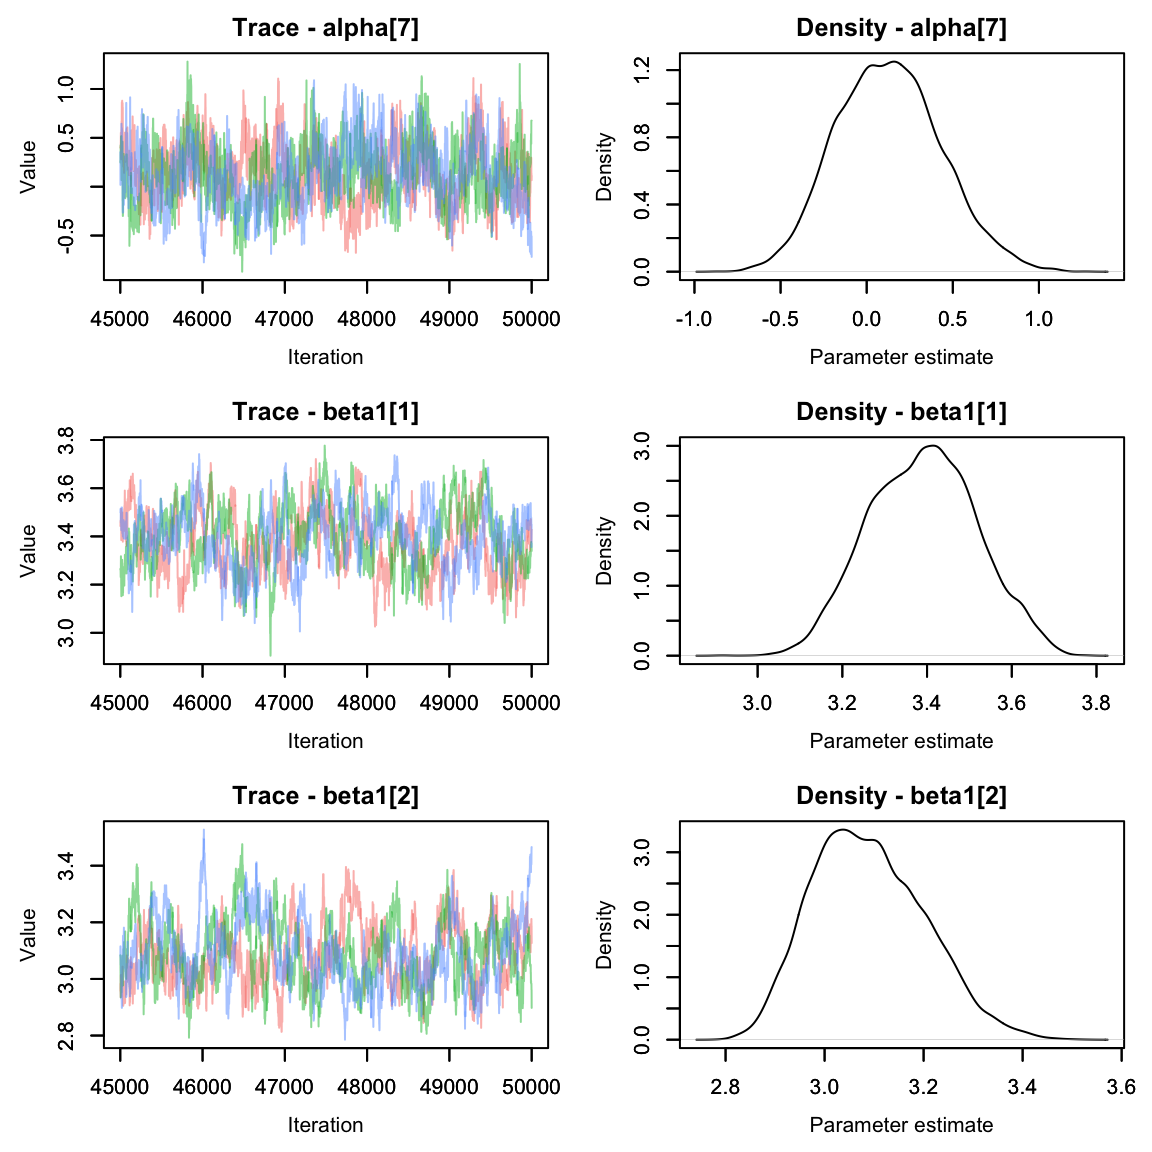 Trace - alpha[7]
Value
-0.5 0.5 1.0
45000 46000 47000 48000 49000 50000
Iteration
Density - alpha[7]
Density
0.0 0.4 0.8 1.2
-1.0 -0.5 0.0 0.5 1.0
Parameter estimate
Trace - beta1[1]
Value
3.0 3.2 3.4 3.6 3.8
45000 46000 47000 48000 49000 50000
Iteration
Density - beta1[1]
Density
0.0 1.0 2.0 3.0
3.0 3.2 3.4 3.6 3.8
Parameter estimate
Trace - beta1[2]
Value
2.8 3.0 3.2 3.4
45000 46000 47000 48000 49000 50000
Iteration
Density - beta1[2]
Density
0.0 1.0 2.0 3.0
2.8 3.0 3.2 3.4 3.6
Parameter estimate